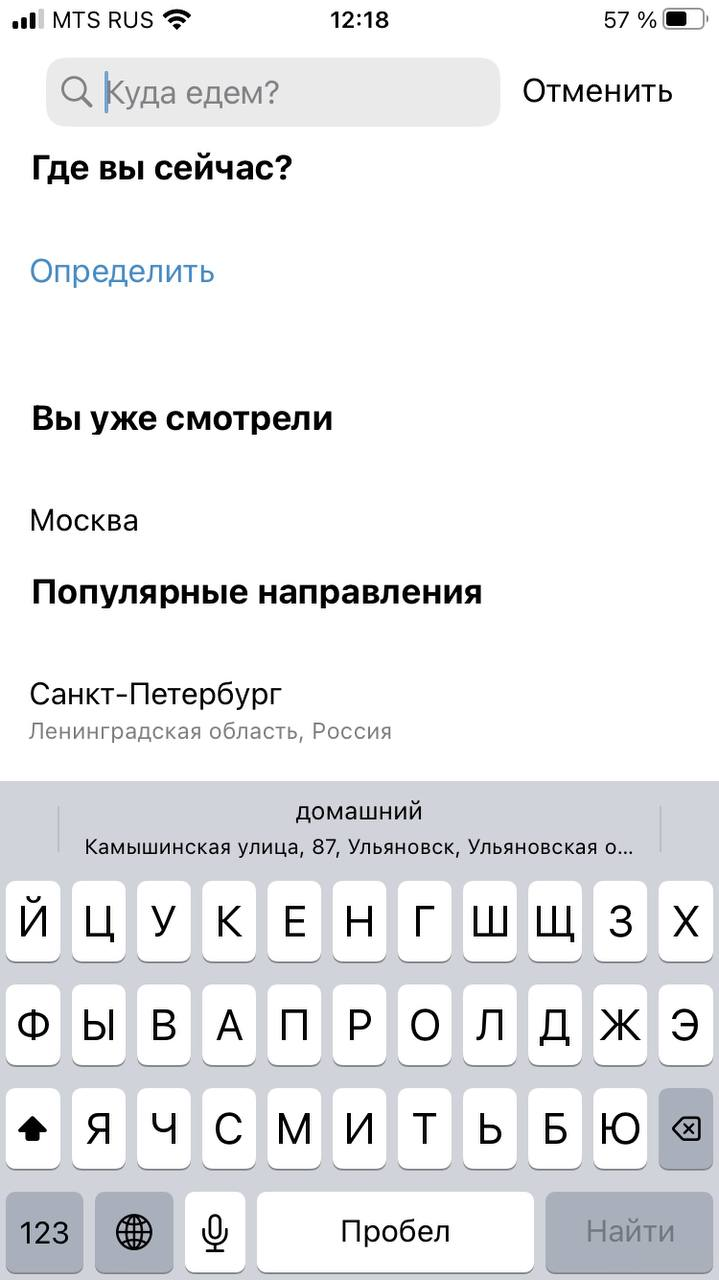 MTS RUS 12:18 57 %
Куда едем? Отменить
Где вы сейчас?
Определить
Вы уже смотрели
Москва
Популярные направления
Санкт-Петербург
Ленинградская область, Россия
домашний
Камышинская улица, 87, Ульяновск, Ульяновская о...
Й Ц У К Е Н Г Ш Щ З Х
Ф Ы В А П Р О Л Д Ж Э
Я Ч С М И Т Ь Б Ю
123 Пробел Найти